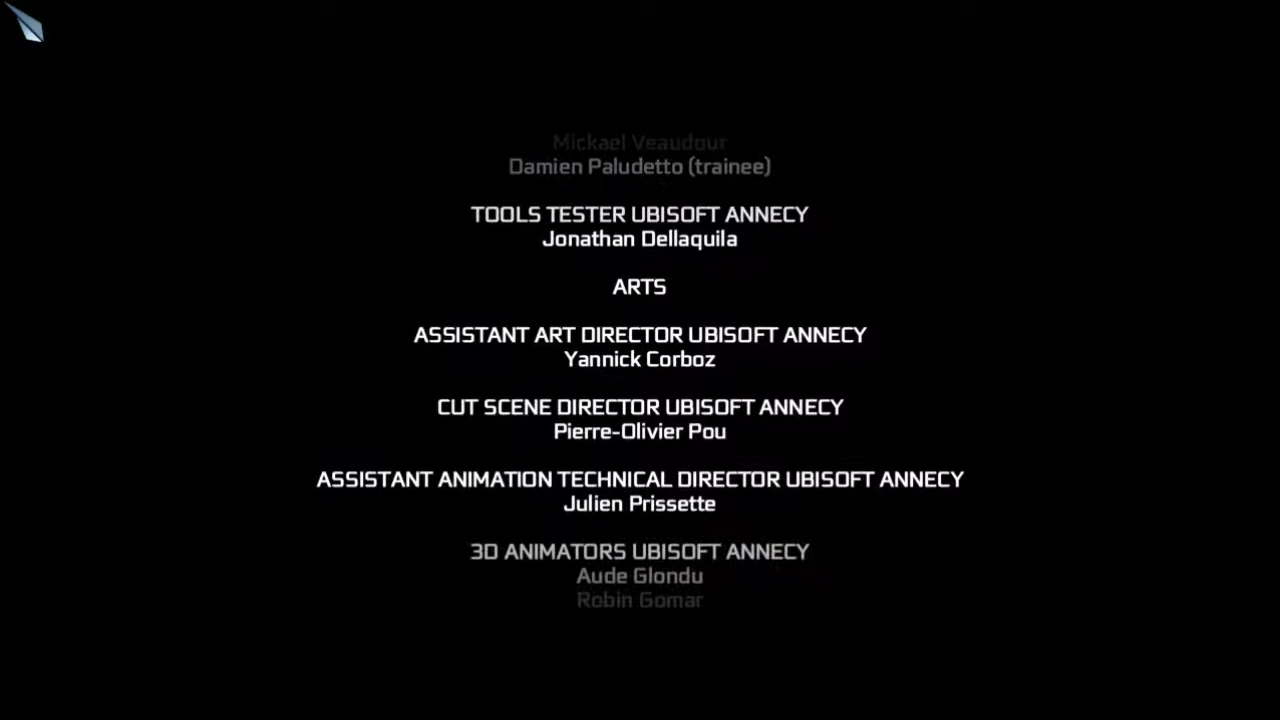 Mickael Veaudour
Damien Paludetto (trainee)
TOOLS TESTER UBISOFT ANNECY
Jonathan Dellaquila
ARTS
ASSISTANT ART DIRECTOR UBISOFT ANNECY
Yannick Corboz
CUT SCENE DIRECTOR UBISOFT ANNECY
Pierre-Olivier Pou
ASSISTANT ANIMATION TECHNICAL DIRECTOR UBISOFT ANNECY
Julien Prissette
3D ANIMATORS UBISOFT ANNECY
Aude Glondu
Robin Gomar